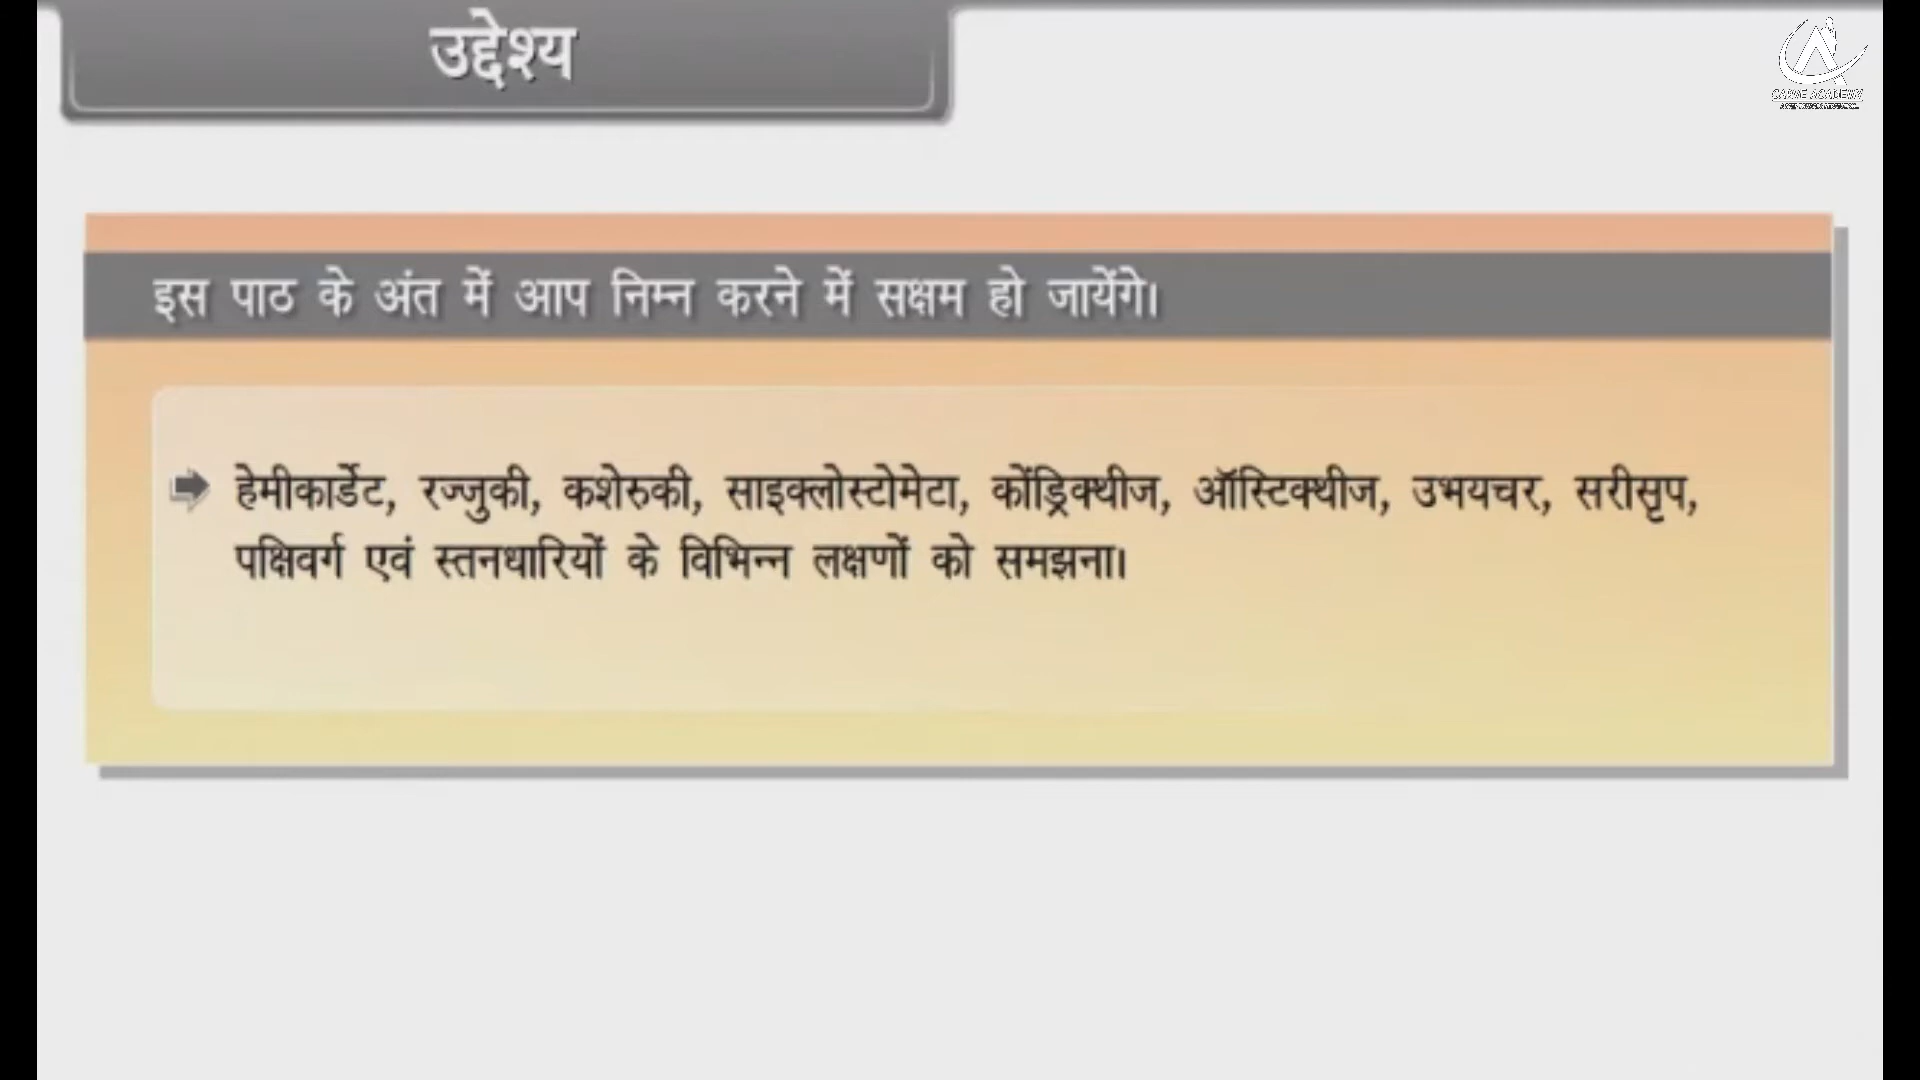 उद्देश्य
इस पाठ के अंत में आप निम्न करने में सक्षम हो जायेंगे।
हेमीकार्डेट, रज्जुकी, कशेरुकी, साइक्लोस्टोमेटा, कोंड्रिक्थीज, ऑस्टिक्थीज, उभयचर, सरीसृप,
पक्षिवर्ग एवं स्तनधारियों के विभिन्न लक्षणों को समझना।